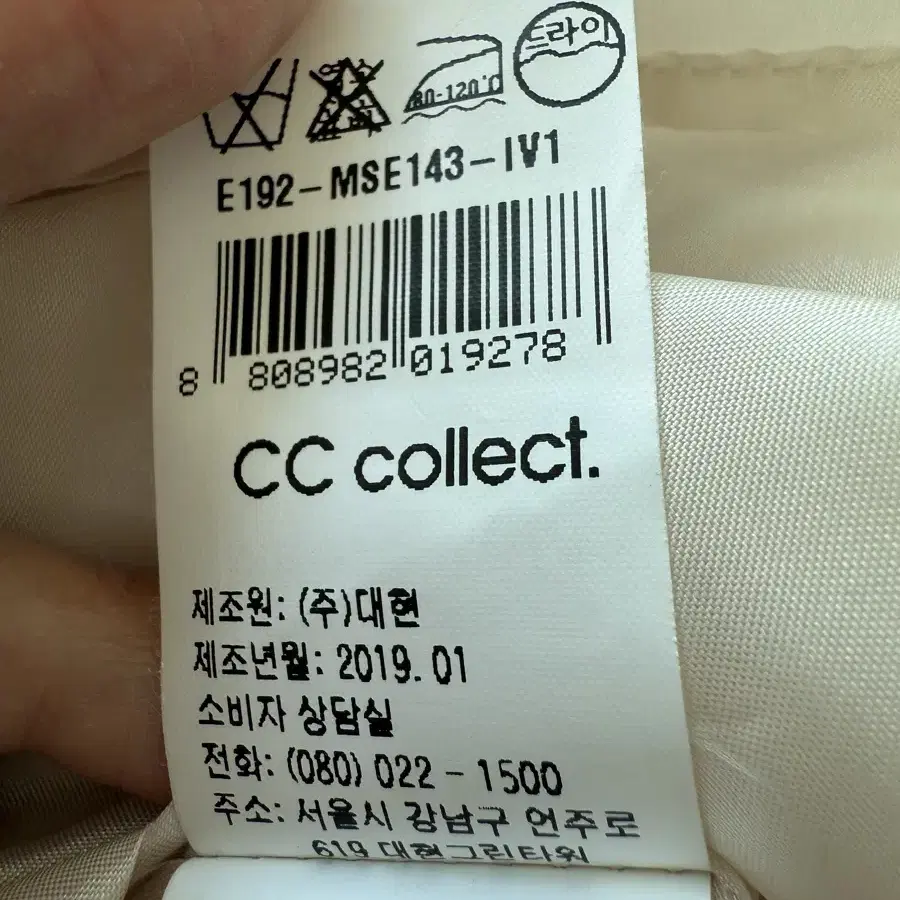 드라이
80-120℃
E192-MSE143-IV1
8 808982 019278
CC collect.
제조원: (주)대현
제조년월: 2019. 01
소비자 상담실
전화: (080) 022 - 1500
주소: 서울시 강남구 언주로
619 대현그린타워